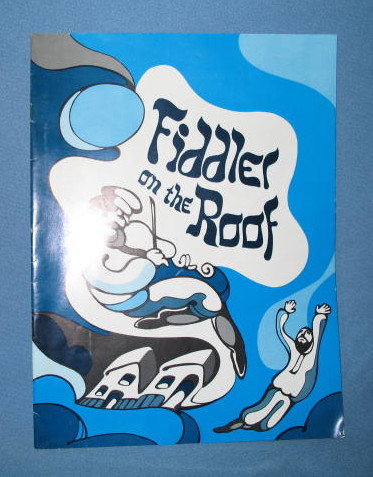 Fiddler
on the
Roof